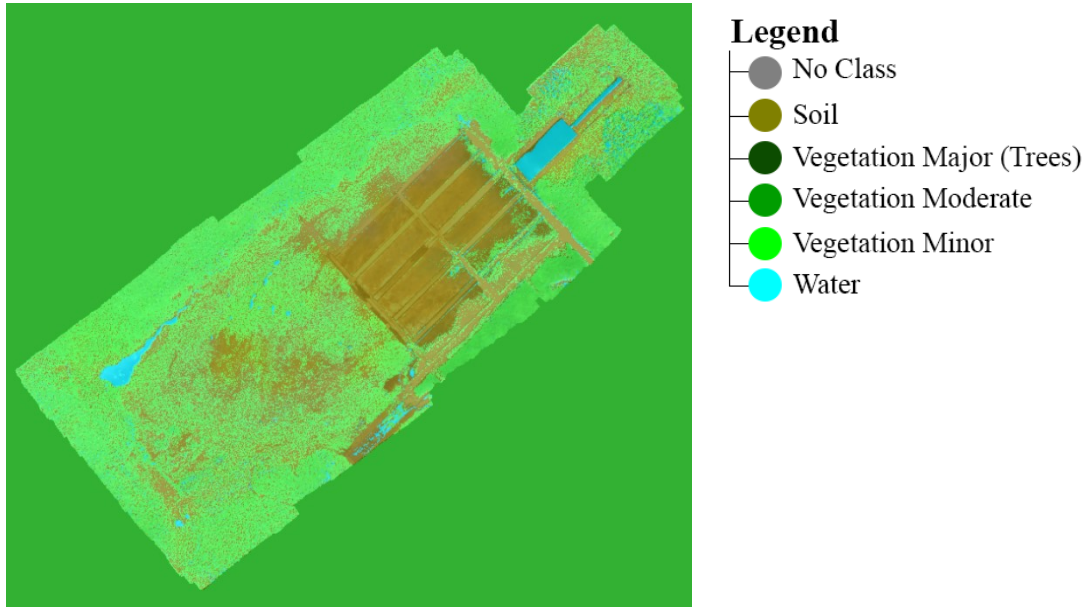 Legend
No Class
Soil
Vegetation Major (Trees)
Vegetation Moderate
Vegetation Minor
Water